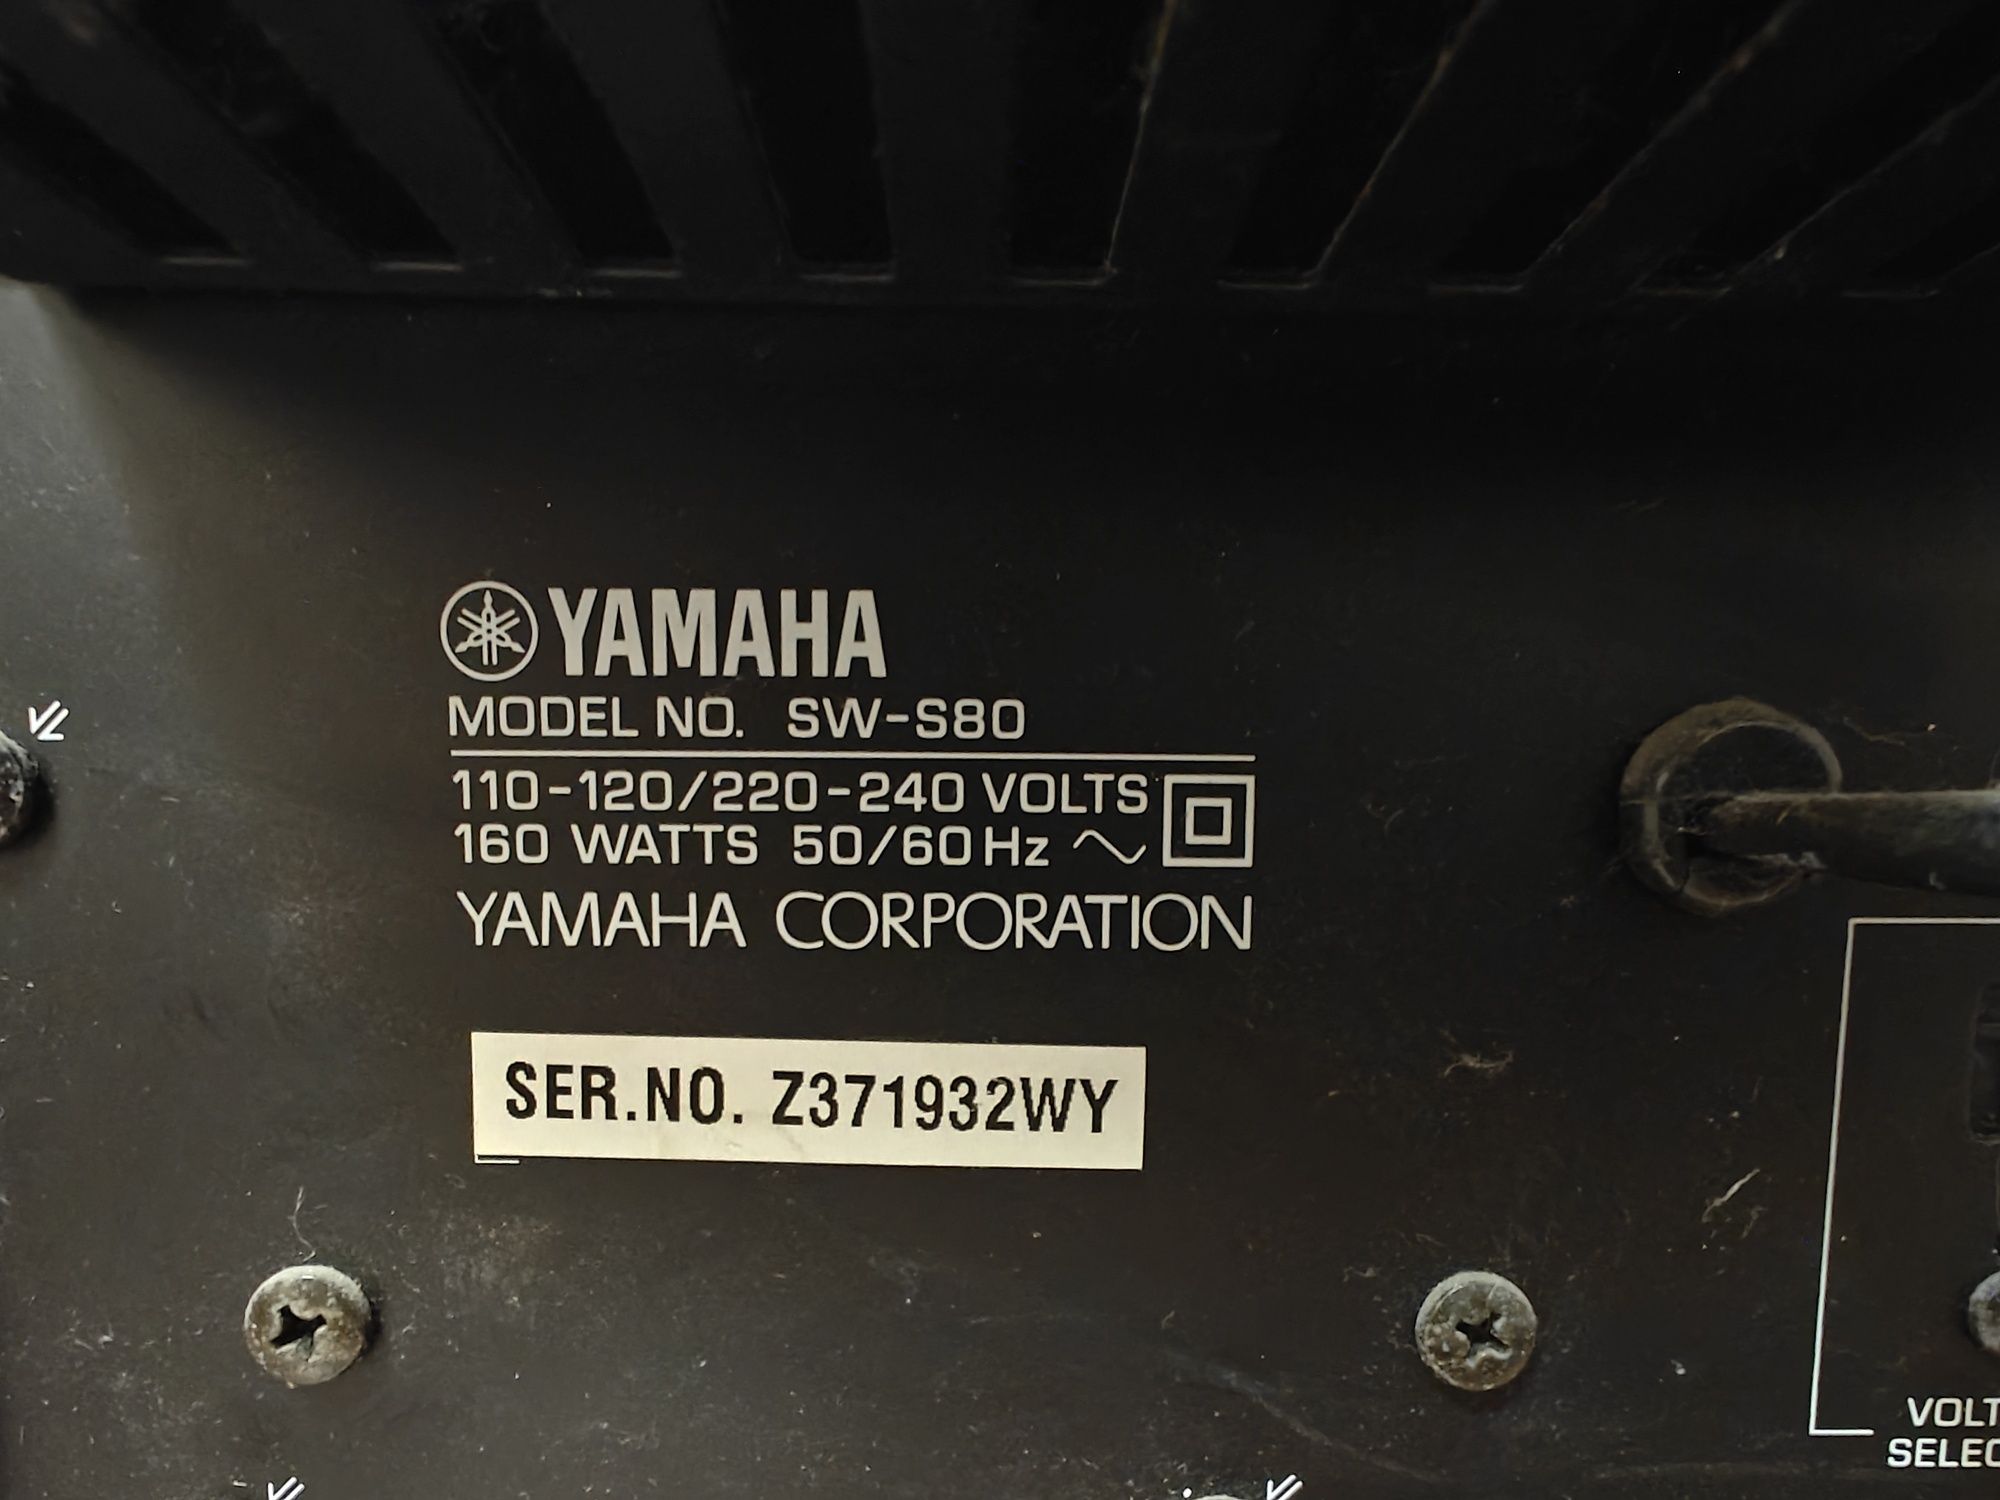 YAMAHA
MODEL NO. SW-S80
110-120/220-240 VOLTS
160 WATTS 50/60Hz
YAMAHA CORPORATION
SER.NO. Z371932WY
VOLT
SELEC